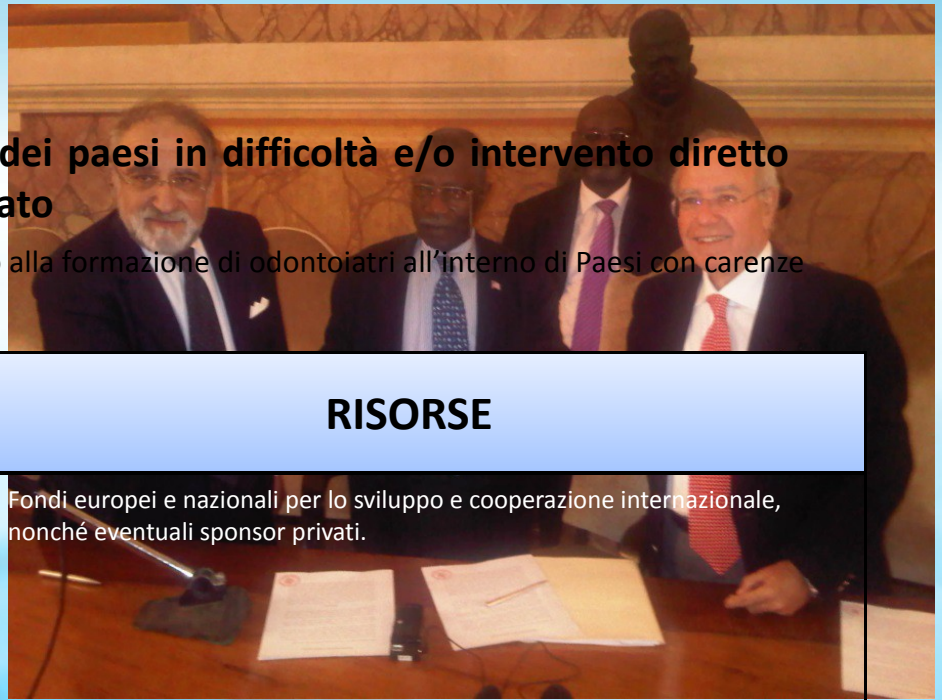 dei paesi in difficoltà e/o intervento diretto
ato
alla formazione di odontoiatri all'interno di Paesi con carenze
RISORSE
Fondi europei e nazionali per lo sviluppo e cooperazione internazionale,
nonché eventuali sponsor privati.